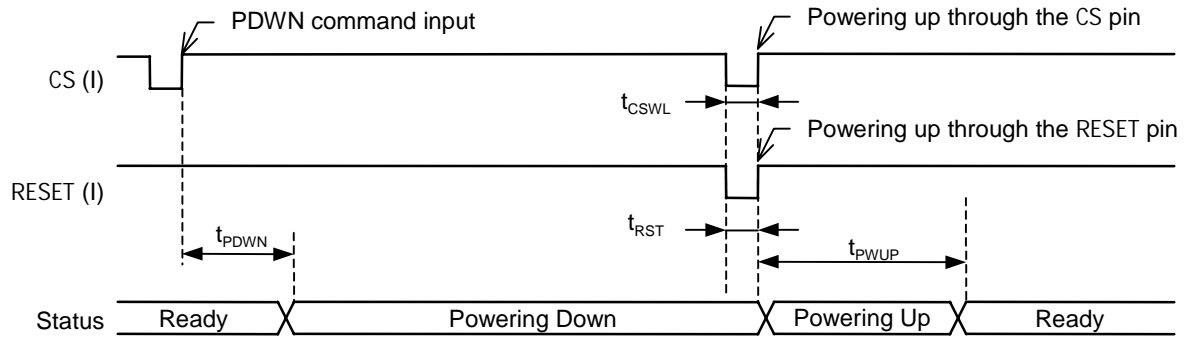 PDWN command input
Powering up through the CS pin
CS (I)
tCSWL
Powering up through the RESET pin
RESET (I)
tPDWN
tRST
tPWUP
Status
Ready
Powering Down
Powering Up
Ready